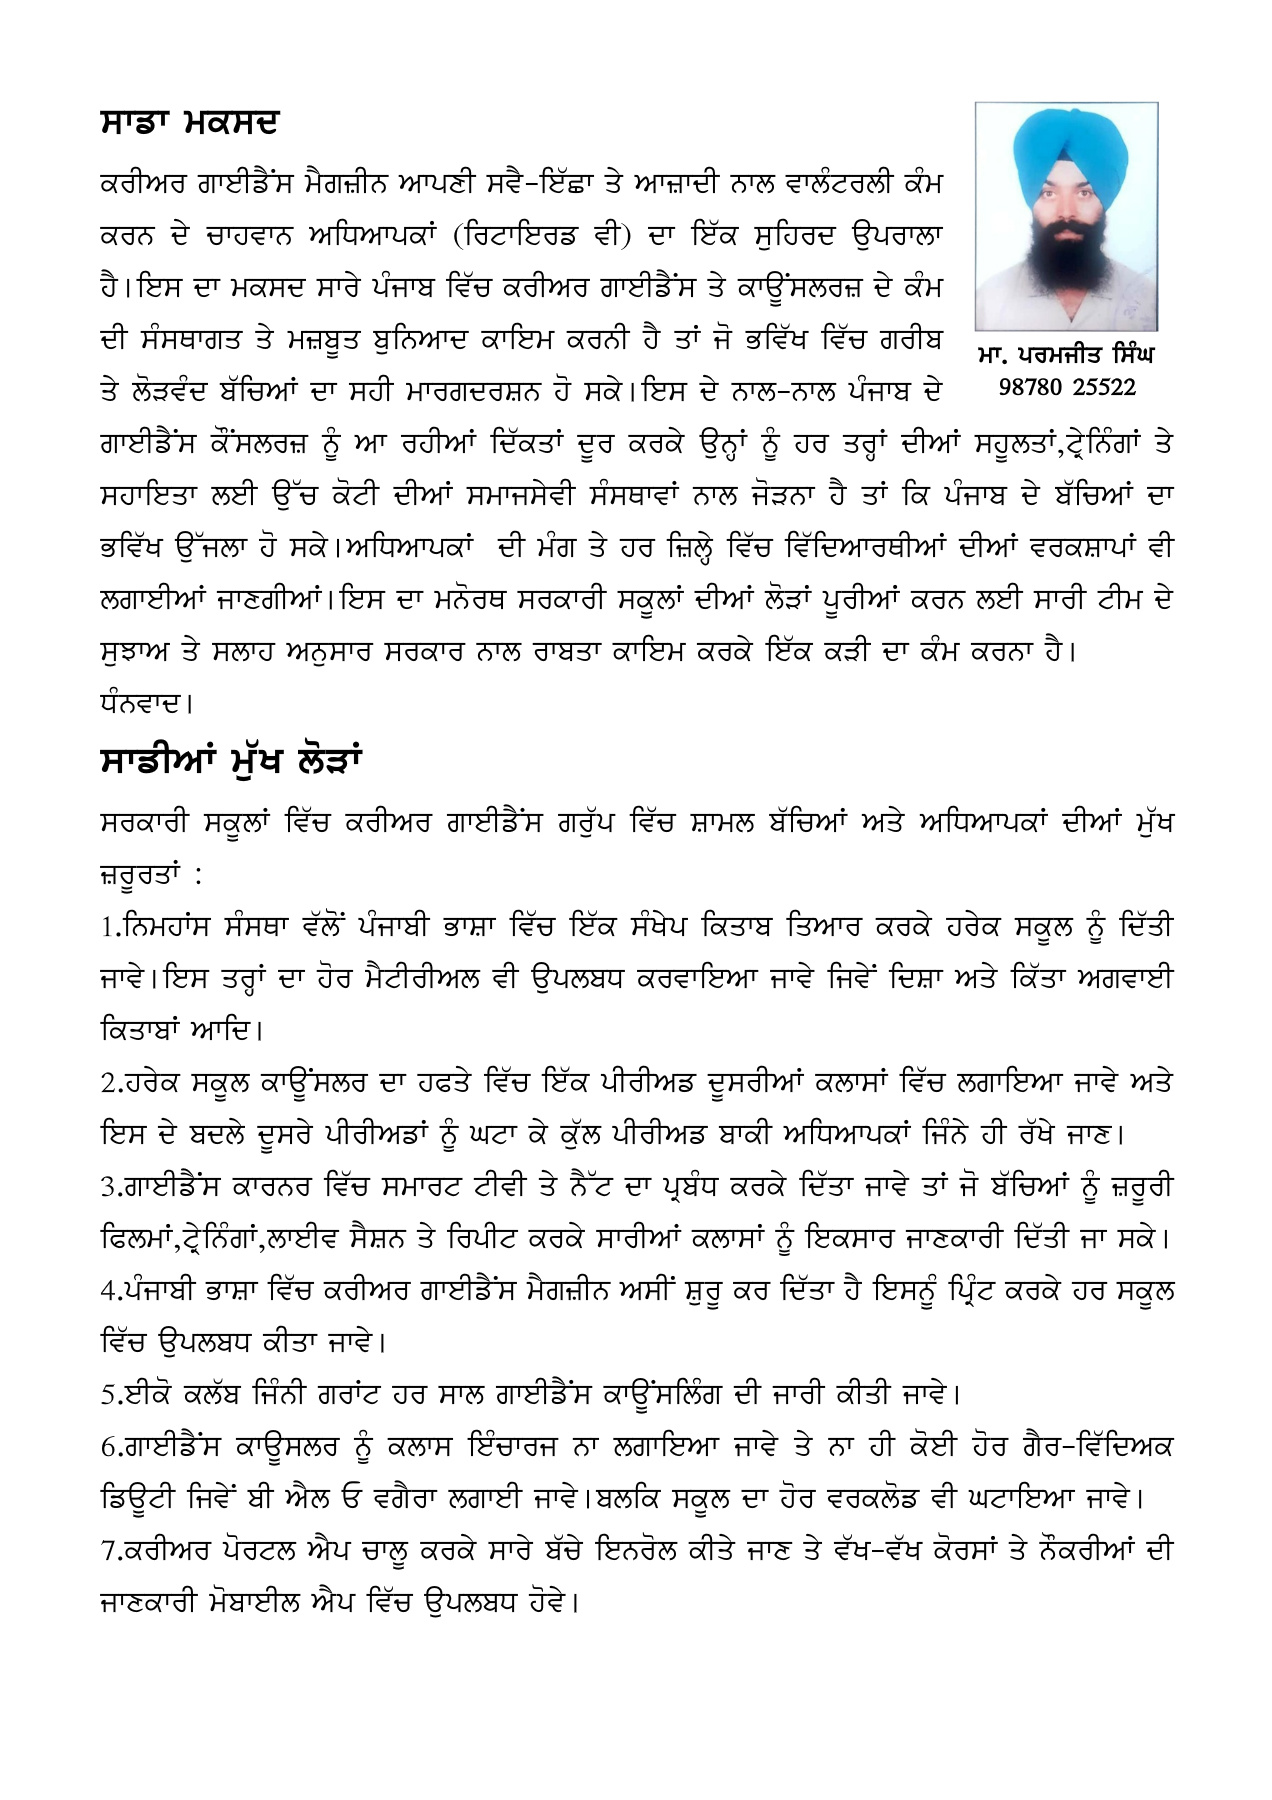 ਸਾਡਾ ਮਕਸਦ
ਕਰੀਅਰ ਗਾਈਡੈਂਸ ਮੈਗਜ਼ੀਨ ਆਪਣੀ ਸਵੈ-ਇੱਛਾ ਤੇ ਆਜ਼ਾਦੀ ਨਾਲ ਵਾਲੰਟਰਲੀ ਕੰਮ
ਕਰਨ ਦੇ ਚਾਹਵਾਨ ਅਧਿਆਪਕਾਂ (ਰਿਟਾਇਰਡ ਵੀ) ਦਾ ਇੱਕ ਸੁਹਿਰਦ ਉਪਰਾਲਾ
ਹੈ।ਇਸ ਦਾ ਮਕਸਦ ਸਾਰੇ ਪੰਜਾਬ ਵਿੱਚ ਕਰੀਅਰ ਗਾਈਡੈਂਸ ਤੇ ਕਾਊਂਸਲਰਜ਼ ਦੇ ਕੰਮ
ਦੀ ਸੰਸਥਾਗਤ ਤੇ ਮਜ਼ਬੂਤ ਬੁਨਿਆਦ ਕਾਇਮ ਕਰਨੀ ਹੈ ਤਾਂ ਜੋ ਭਵਿੱਖ ਵਿੱਚ ਗਰੀਬ
ਤੇ ਲੋੜਵੰਦ ਬੱਚਿਆਂ ਦਾ ਸਹੀ ਮਾਰਗਦਰਸ਼ਨ ਹੋ ਸਕੇ।ਇਸ ਦੇ ਨਾਲ-ਨਾਲ ਪੰਜਾਬ ਦੇ
ਮਾ. ਪਰਮਜੀਤ ਸਿੰਘ
98780 25522
ਗਾਈਡੈਂਸ ਕੌਂਸਲਰਜ਼ ਨੂੰ ਆ ਰਹੀਆਂ ਦਿੱਕਤਾਂ ਦੂਰ ਕਰਕੇ ਉਨ੍ਹਾਂ ਨੂੰ ਹਰ ਤਰ੍ਹਾਂ ਦੀਆਂ ਸਹੂਲਤਾਂ,ਟ੍ਰੇਨਿੰਗਾਂ ਤੇ
ਸਹਾਇਤਾ ਲਈ ਉੱਚ ਕੋਟੀ ਦੀਆਂ ਸਮਾਜਸੇਵੀ ਸੰਸਥਾਵਾਂ ਨਾਲ ਜੋੜਨਾ ਹੈ ਤਾਂ ਕਿ ਪੰਜਾਬ ਦੇ ਬੱਚਿਆਂ ਦਾ
ਭਵਿੱਖ ਉੱਜਲਾ ਹੋ ਸਕੇ।ਅਧਿਆਪਕਾਂ  ਦੀ ਮੰਗ ਤੇ ਹਰ ਜ਼ਿਲ੍ਹੇ ਵਿੱਚ ਵਿੱਦਿਆਰਥੀਆਂ ਦੀਆਂ ਵਰਕਸ਼ਾਪਾਂ ਵੀ
ਲਗਾਈਆਂ ਜਾਣਗੀਆਂ।ਇਸ ਦਾ ਮਨੋਰਥ ਸਰਕਾਰੀ ਸਕੂਲਾਂ ਦੀਆਂ ਲੋੜਾਂ ਪੂਰੀਆਂ ਕਰਨ ਲਈ ਸਾਰੀ ਟੀਮ ਦੇ
ਸੁਝਾਅ ਤੇ ਸਲਾਹ ਅਨੁਸਾਰ ਸਰਕਾਰ ਨਾਲ ਰਾਬਤਾ ਕਾਇਮ ਕਰਕੇ ਇੱਕ ਕੜੀ ਦਾ ਕੰਮ ਕਰਨਾ ਹੈ।
ਧੰਨਵਾਦ।
ਸਾਡੀਆਂ ਮੁੱਖ ਲੋੜਾਂ
ਸਰਕਾਰੀ ਸਕੂਲਾਂ ਵਿੱਚ ਕਰੀਅਰ ਗਾਈਡੈਂਸ ਗਰੁੱਪ ਵਿੱਚ ਸ਼ਾਮਲ ਬੱਚਿਆਂ ਅਤੇ ਅਧਿਆਪਕਾਂ ਦੀਆਂ ਮੁੱਖ
ਜ਼ਰੂਰਤਾਂ :
1.ਨਿਮਹਾਂਸ ਸੰਸਥਾ ਵੱਲੋਂ ਪੰਜਾਬੀ ਭਾਸ਼ਾ ਵਿੱਚ ਇੱਕ ਸੰਖੇਪ ਕਿਤਾਬ ਤਿਆਰ ਕਰਕੇ ਹਰੇਕ ਸਕੂਲ ਨੂੰ ਦਿੱਤੀ
ਜਾਵੇ।ਇਸ ਤਰ੍ਹਾਂ ਦਾ ਹੋਰ ਮੈਟੀਰੀਅਲ ਵੀ ਉਪਲਬਧ ਕਰਵਾਇਆ ਜਾਵੇ ਜਿਵੇਂ ਦਿਸ਼ਾ ਅਤੇ ਕਿੱਤਾ ਅਗਵਾਈ
ਕਿਤਾਬਾਂ ਆਦਿ।
2.ਹਰੇਕ ਸਕੂਲ ਕਾਊਂਸਲਰ ਦਾ ਹਫਤੇ ਵਿੱਚ ਇੱਕ ਪੀਰੀਅਡ ਦੂਸਰੀਆਂ ਕਲਾਸਾਂ ਵਿੱਚ ਲਗਾਇਆ ਜਾਵੇ ਅਤੇ
ਇਸ ਦੇ ਬਦਲੇ ਦੂਸਰੇ ਪੀਰੀਅਡਾਂ ਨੂੰ ਘਟਾ ਕੇ ਕੁੱਲ ਪੀਰੀਅਡ ਬਾਕੀ ਅਧਿਆਪਕਾਂ ਜਿੰਨੇ ਹੀ ਰੱਖੇ ਜਾਣ।
3.ਗਾਈਡੈਂਸ ਕਾਰਨਰ ਵਿੱਚ ਸਮਾਰਟ ਟੀਵੀ ਤੇ ਨੈੱਟ ਦਾ ਪ੍ਰਬੰਧ ਕਰਕੇ ਦਿੱਤਾ ਜਾਵੇ ਤਾਂ ਜੋ ਬੱਚਿਆਂ ਨੂੰ ਜ਼ਰੂਰੀ
ਫਿਲਮਾਂ,ਟ੍ਰੇਨਿੰਗਾਂ,ਲਾਈਵ ਸੈਸ਼ਨ ਤੇ ਰਿਪੀਟ ਕਰਕੇ ਸਾਰੀਆਂ ਕਲਾਸਾਂ ਨੂੰ ਇਕਸਾਰ ਜਾਣਕਾਰੀ ਦਿੱਤੀ ਜਾ ਸਕੇ।
4.ਪੰਜਾਬੀ ਭਾਸ਼ਾ ਵਿੱਚ ਕਰੀਅਰ ਗਾਈਡੈਂਸ ਮੈਗਜ਼ੀਨ ਅਸੀਂ ਸ਼ੁਰੂ ਕਰ ਦਿੱਤਾ ਹੈ ਇਸਨੂੰ ਪ੍ਰਿੰਟ ਕਰਕੇ ਹਰ ਸਕੂਲ
ਵਿੱਚ ਉਪਲਬਧ ਕੀਤਾ ਜਾਵੇ।
5.ਈਕੋ ਕਲੱਬ ਜਿੰਨੀ ਗਰਾਂਟ ਹਰ ਸਾਲ ਗਾਈਡੈਂਸ ਕਾਊਂਸਲਿੰਗ ਦੀ ਜਾਰੀ ਕੀਤੀ ਜਾਵੇ।
6.ਗਾਈਡੈਂਸ ਕਾਊਸਲਰ ਨੂੰ ਕਲਾਸ ਇੰਚਾਰਜ ਨਾ ਲਗਾਇਆ ਜਾਵੇ ਤੇ ਨਾ ਹੀ ਕੋਈ ਹੋਰ ਗੈਰ-ਵਿੱਦਿਅਕ
ਡਿਊਟੀ ਜਿਵੇਂ ਬੀ ਐਲ ਓ ਵਗੈਰਾ ਲਗਾਈ ਜਾਵੇ।ਬਲਕਿ ਸਕੂਲ ਦਾ ਹੋਰ ਵਰਕਲੋਡ ਵੀ ਘਟਾਇਆ ਜਾਵੇ।
7.ਕਰੀਅਰ ਪੋਰਟਲ ਐਪ ਚਾਲੂ ਕਰਕੇ ਸਾਰੇ ਬੱਚੇ ਇਨਰੋਲ ਕੀਤੇ ਜਾਣ ਤੇ ਵੱਖ-ਵੱਖ ਕੋਰਸਾਂ ਤੇ ਨੌਕਰੀਆਂ ਦੀ
ਜਾਣਕਾਰੀ ਮੋਬਾਈਲ ਐਪ ਵਿੱਚ ਉਪਲਬਧ ਹੋਵੇ।